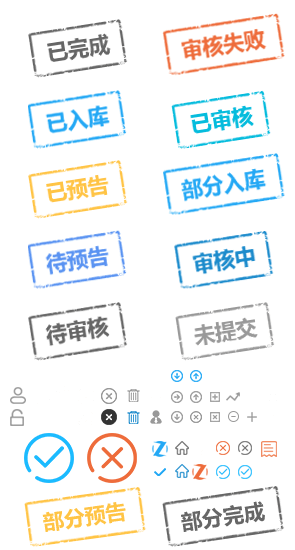 已完成
审核失败
已入库
已审核
已预告
部分入库
待预告
审核中
待审核
未提交
部分预告
部分完成